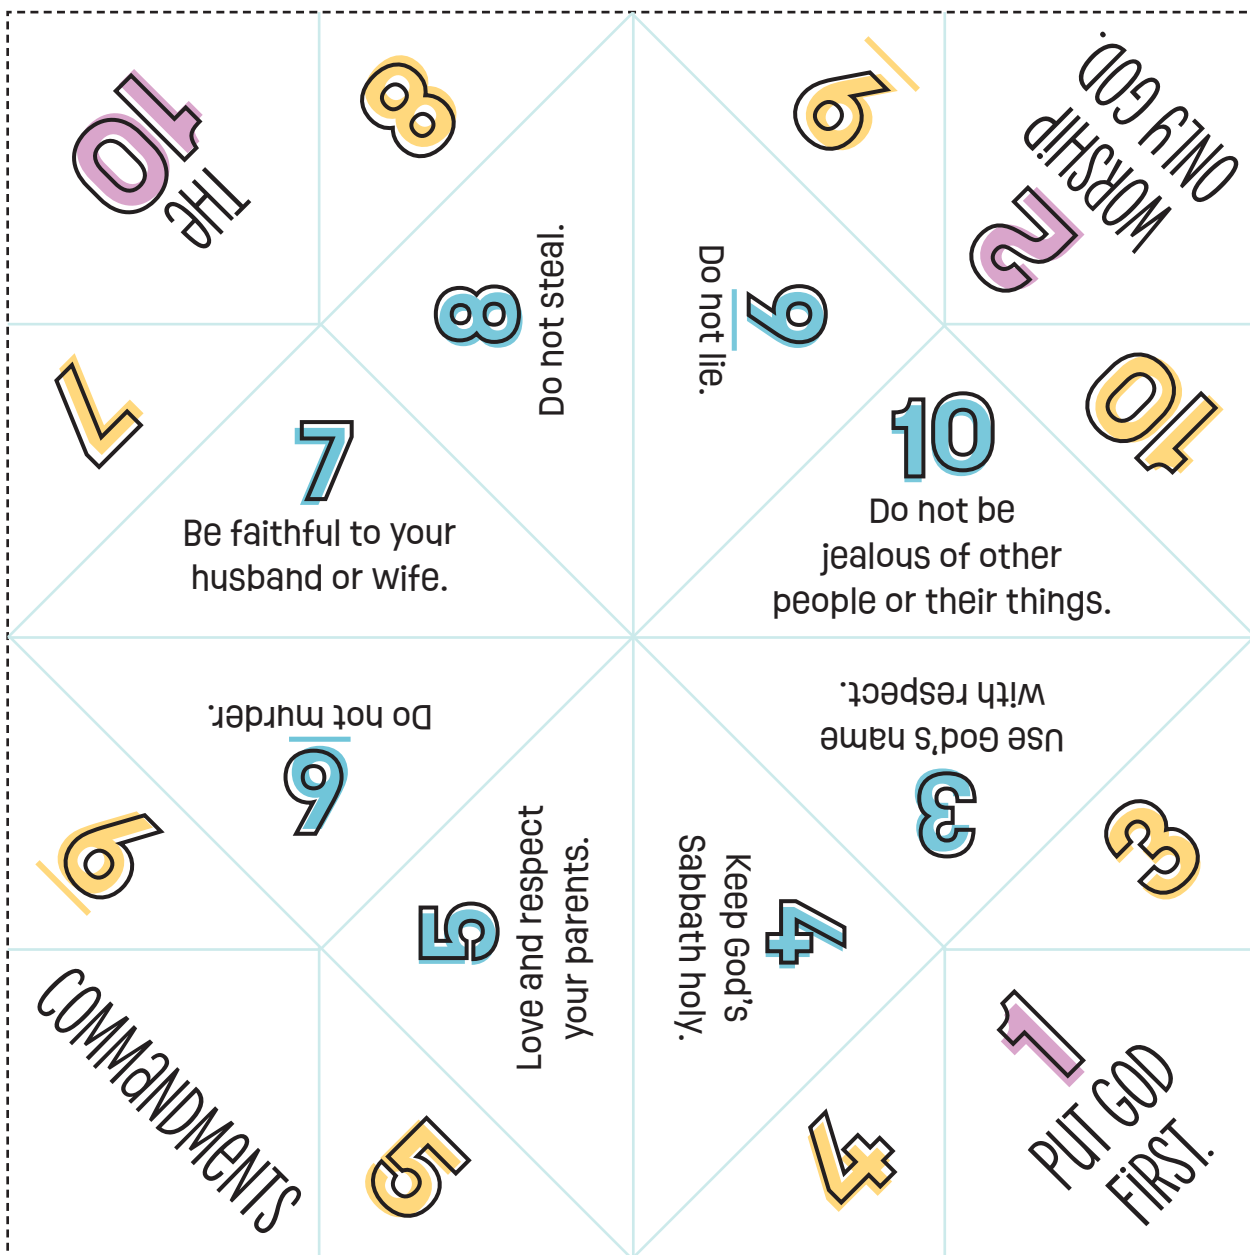 THE
10
8
9
2
WORSHIP
ONLY GOD.
7
8
Do not steal.
9
Do not lie.
10
7
Be faithful to your
husband or wife.
10
Do not be
jealous of other
people or their things.
6
6
Do not murder.
5
Love and respect
your parents.
4
Keep God's
Sabbath holy.
3
Use God's name
with respect.
3
COMMaNDMeNTS
5
4
1
PUT GOD
FiRST.